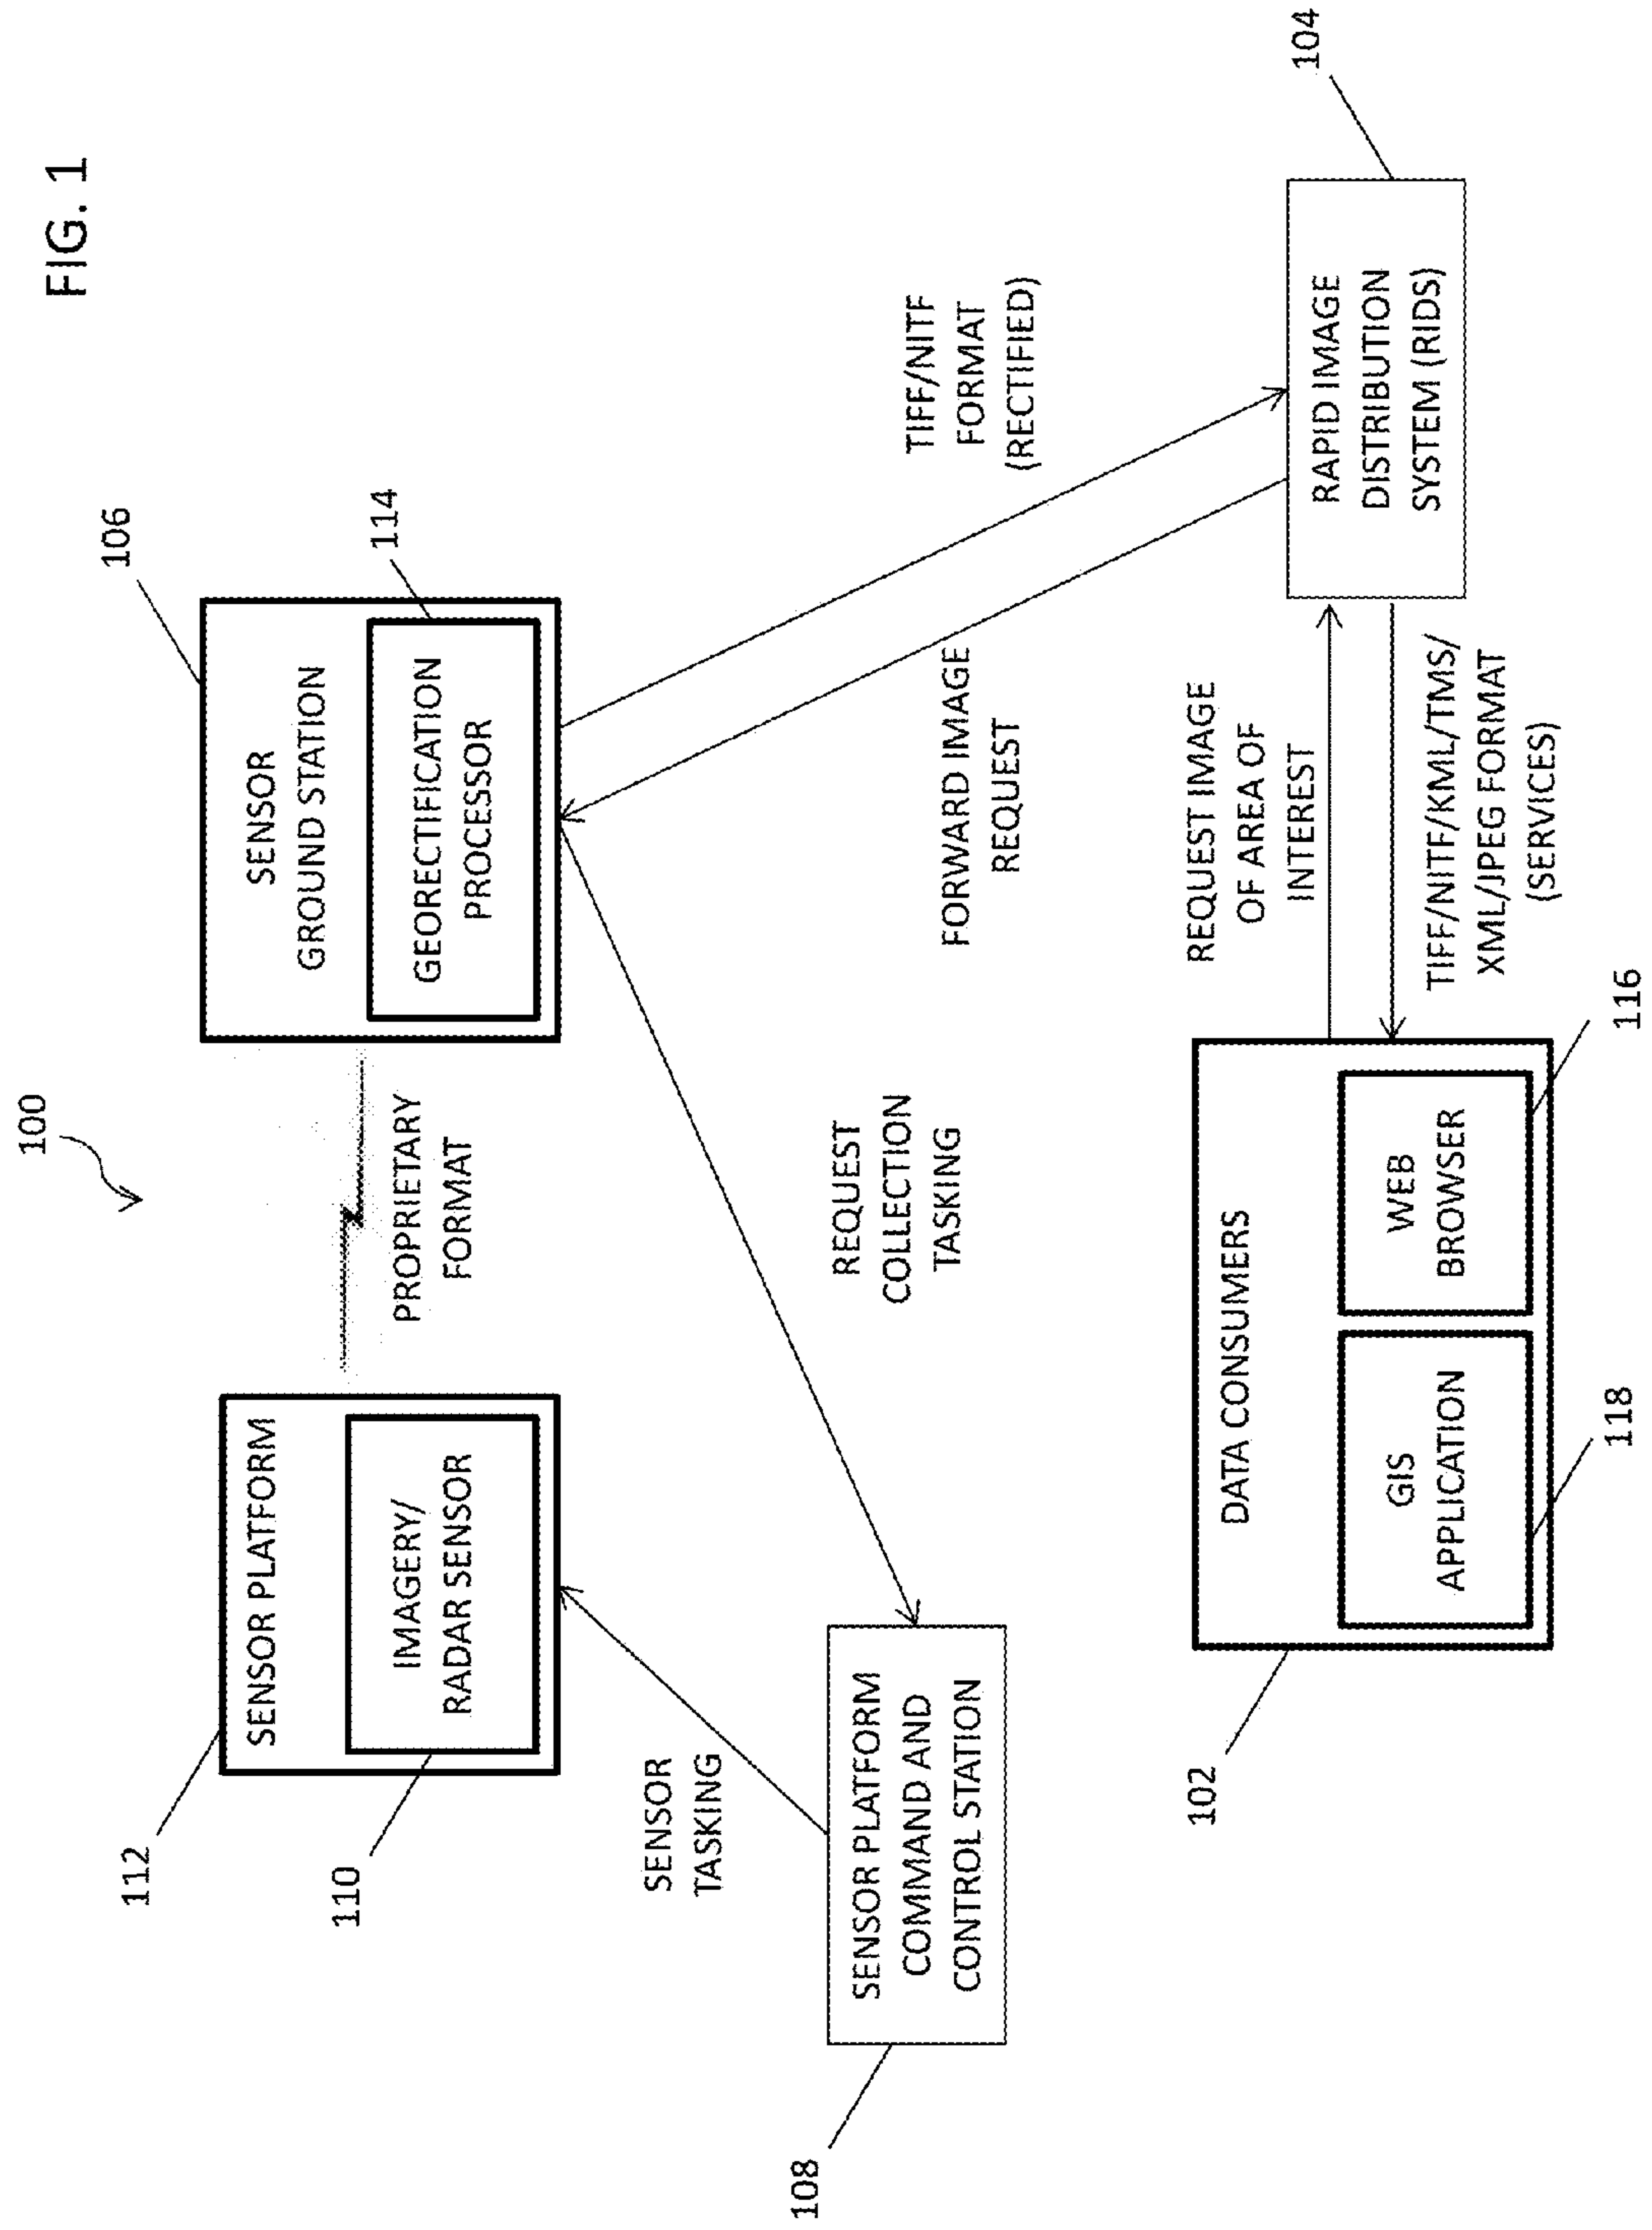 FIG. 1
100
112
SENSOR PLATFORM
IMAGERY/
RADAR SENSOR
110
PROPRIETARY
FORMAT
106
SENSOR
GROUND STATION
GEORECTIFICATION
PROCESSOR
114
SENSOR
TASKING
REQUEST
COLLECTION
TASKING
FORWARD IMAGE
REQUEST
TIFF/NITF
FORMAT
(RECTIFIED)
108
SENSOR PLATFORM
COMMAND AND
CONTROL STATION
102
DATA CONSUMERS
GIS
APPLICATION
118
WEB
BROWSER
116
REQUEST IMAGE
OF AREA OF
INTEREST
TIFF/NITF/KML/TMS/
XML/JPEG FORMAT
(SERVICES)
104
RAPID IMAGE
DISTRIBUTION
SYSTEM (RIDS)